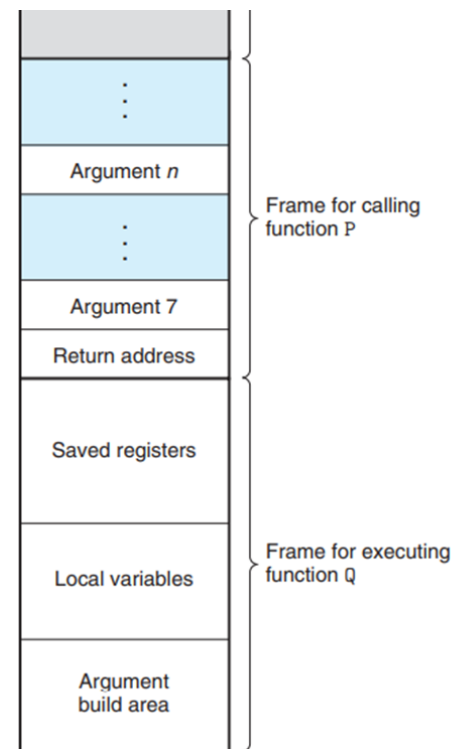 Argument n
Frame for calling
function P
Argument 7
Return address
Saved registers
Frame for executing
function Q
Local variables
Argument
build area